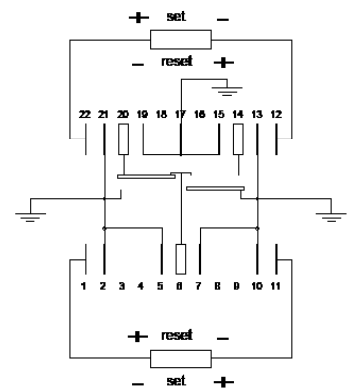 + set -
- reset +
22 21 20 19 18 17 16 15 14 13 12
1 2 3 4 5 6 7 8 9 10 11
+ reset -
- set +